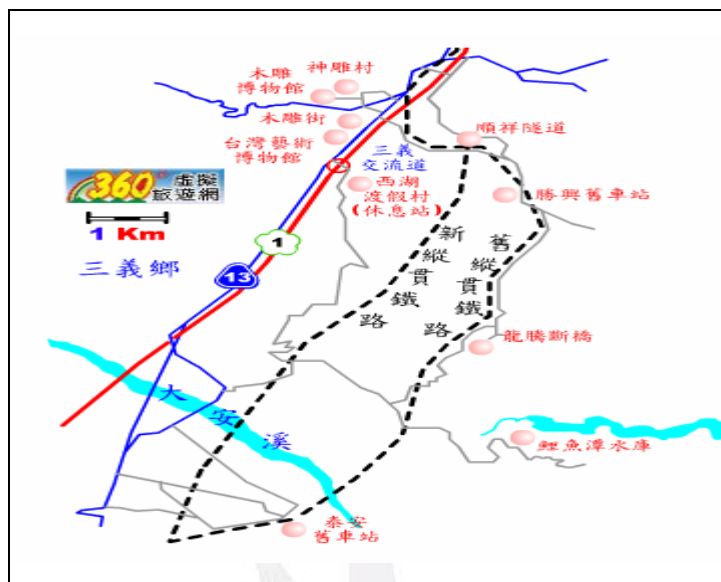 神雕村
木雕
博物館
木雕街
台灣藝術
博物館
順祥隧道
三義
交流道
西湖
渡假村
(休息站)
勝興舊車站
360°虛擬
旅遊網
1 Km
三義鄉
1
13
新縱貫鐵路
舊縱貫鐵路
龍騰斷橋
大安溪
鯉魚潭水庫
泰安
舊車站